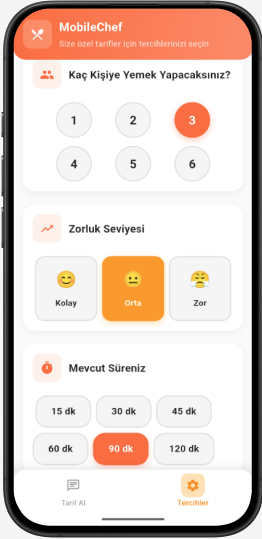 MobileChef
Size özel tarifler için tercihlerinizi seçin
Kaç Kişiye Yemek Yapacaksınız?
1 2 3
4 5 6
Zorluk Seviyesi
Kolay Orta Zor
Mevcut Süreniz
15 dk 30 dk 45 dk
60 dk 90 dk 120 dk
Tarif Al Tercihler